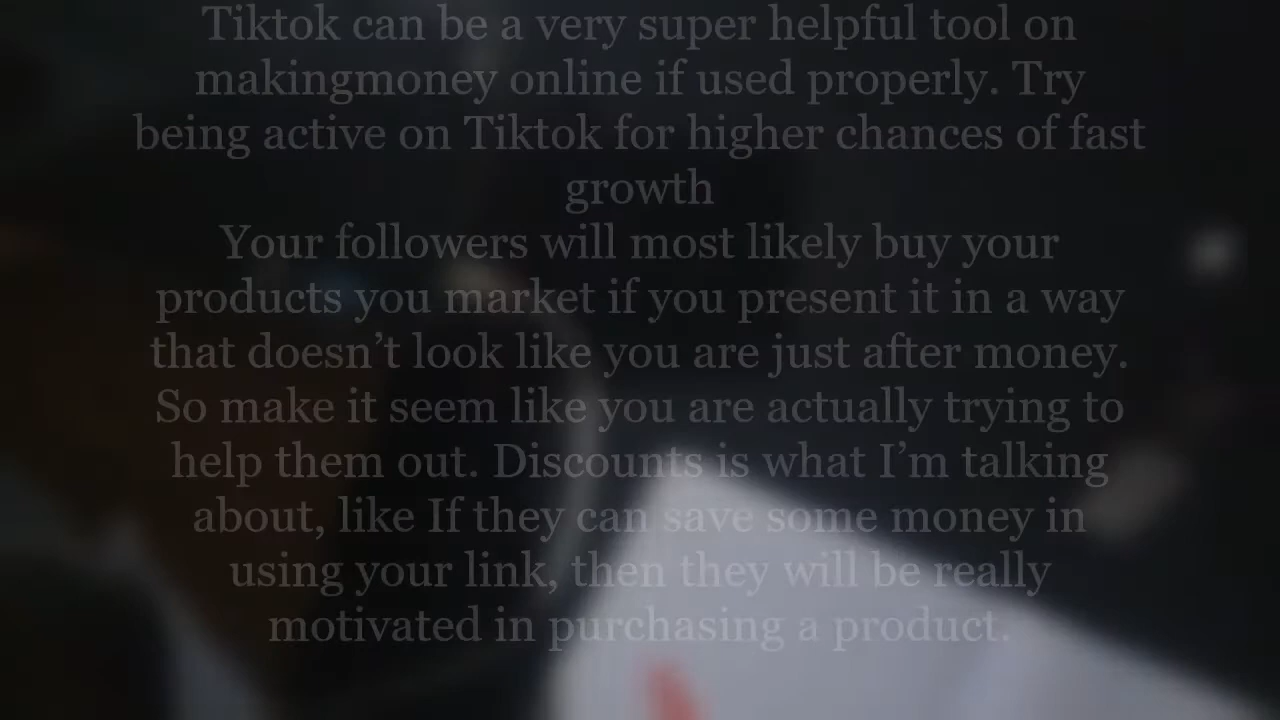 Tiktok can be a very super helpful tool on
makingmoney online if used properly. Try
being active on Tiktok for higher chances of fast
growth
Your followers will most likely buy your
products you market if you present it in a way
that doesn’t look like you are just after money.
So make it seem like you are actually trying to
help them out. Discounts is what I’m talking
about, like If they can save some money in
using your link, then they will be really
motivated in purchasing a product.